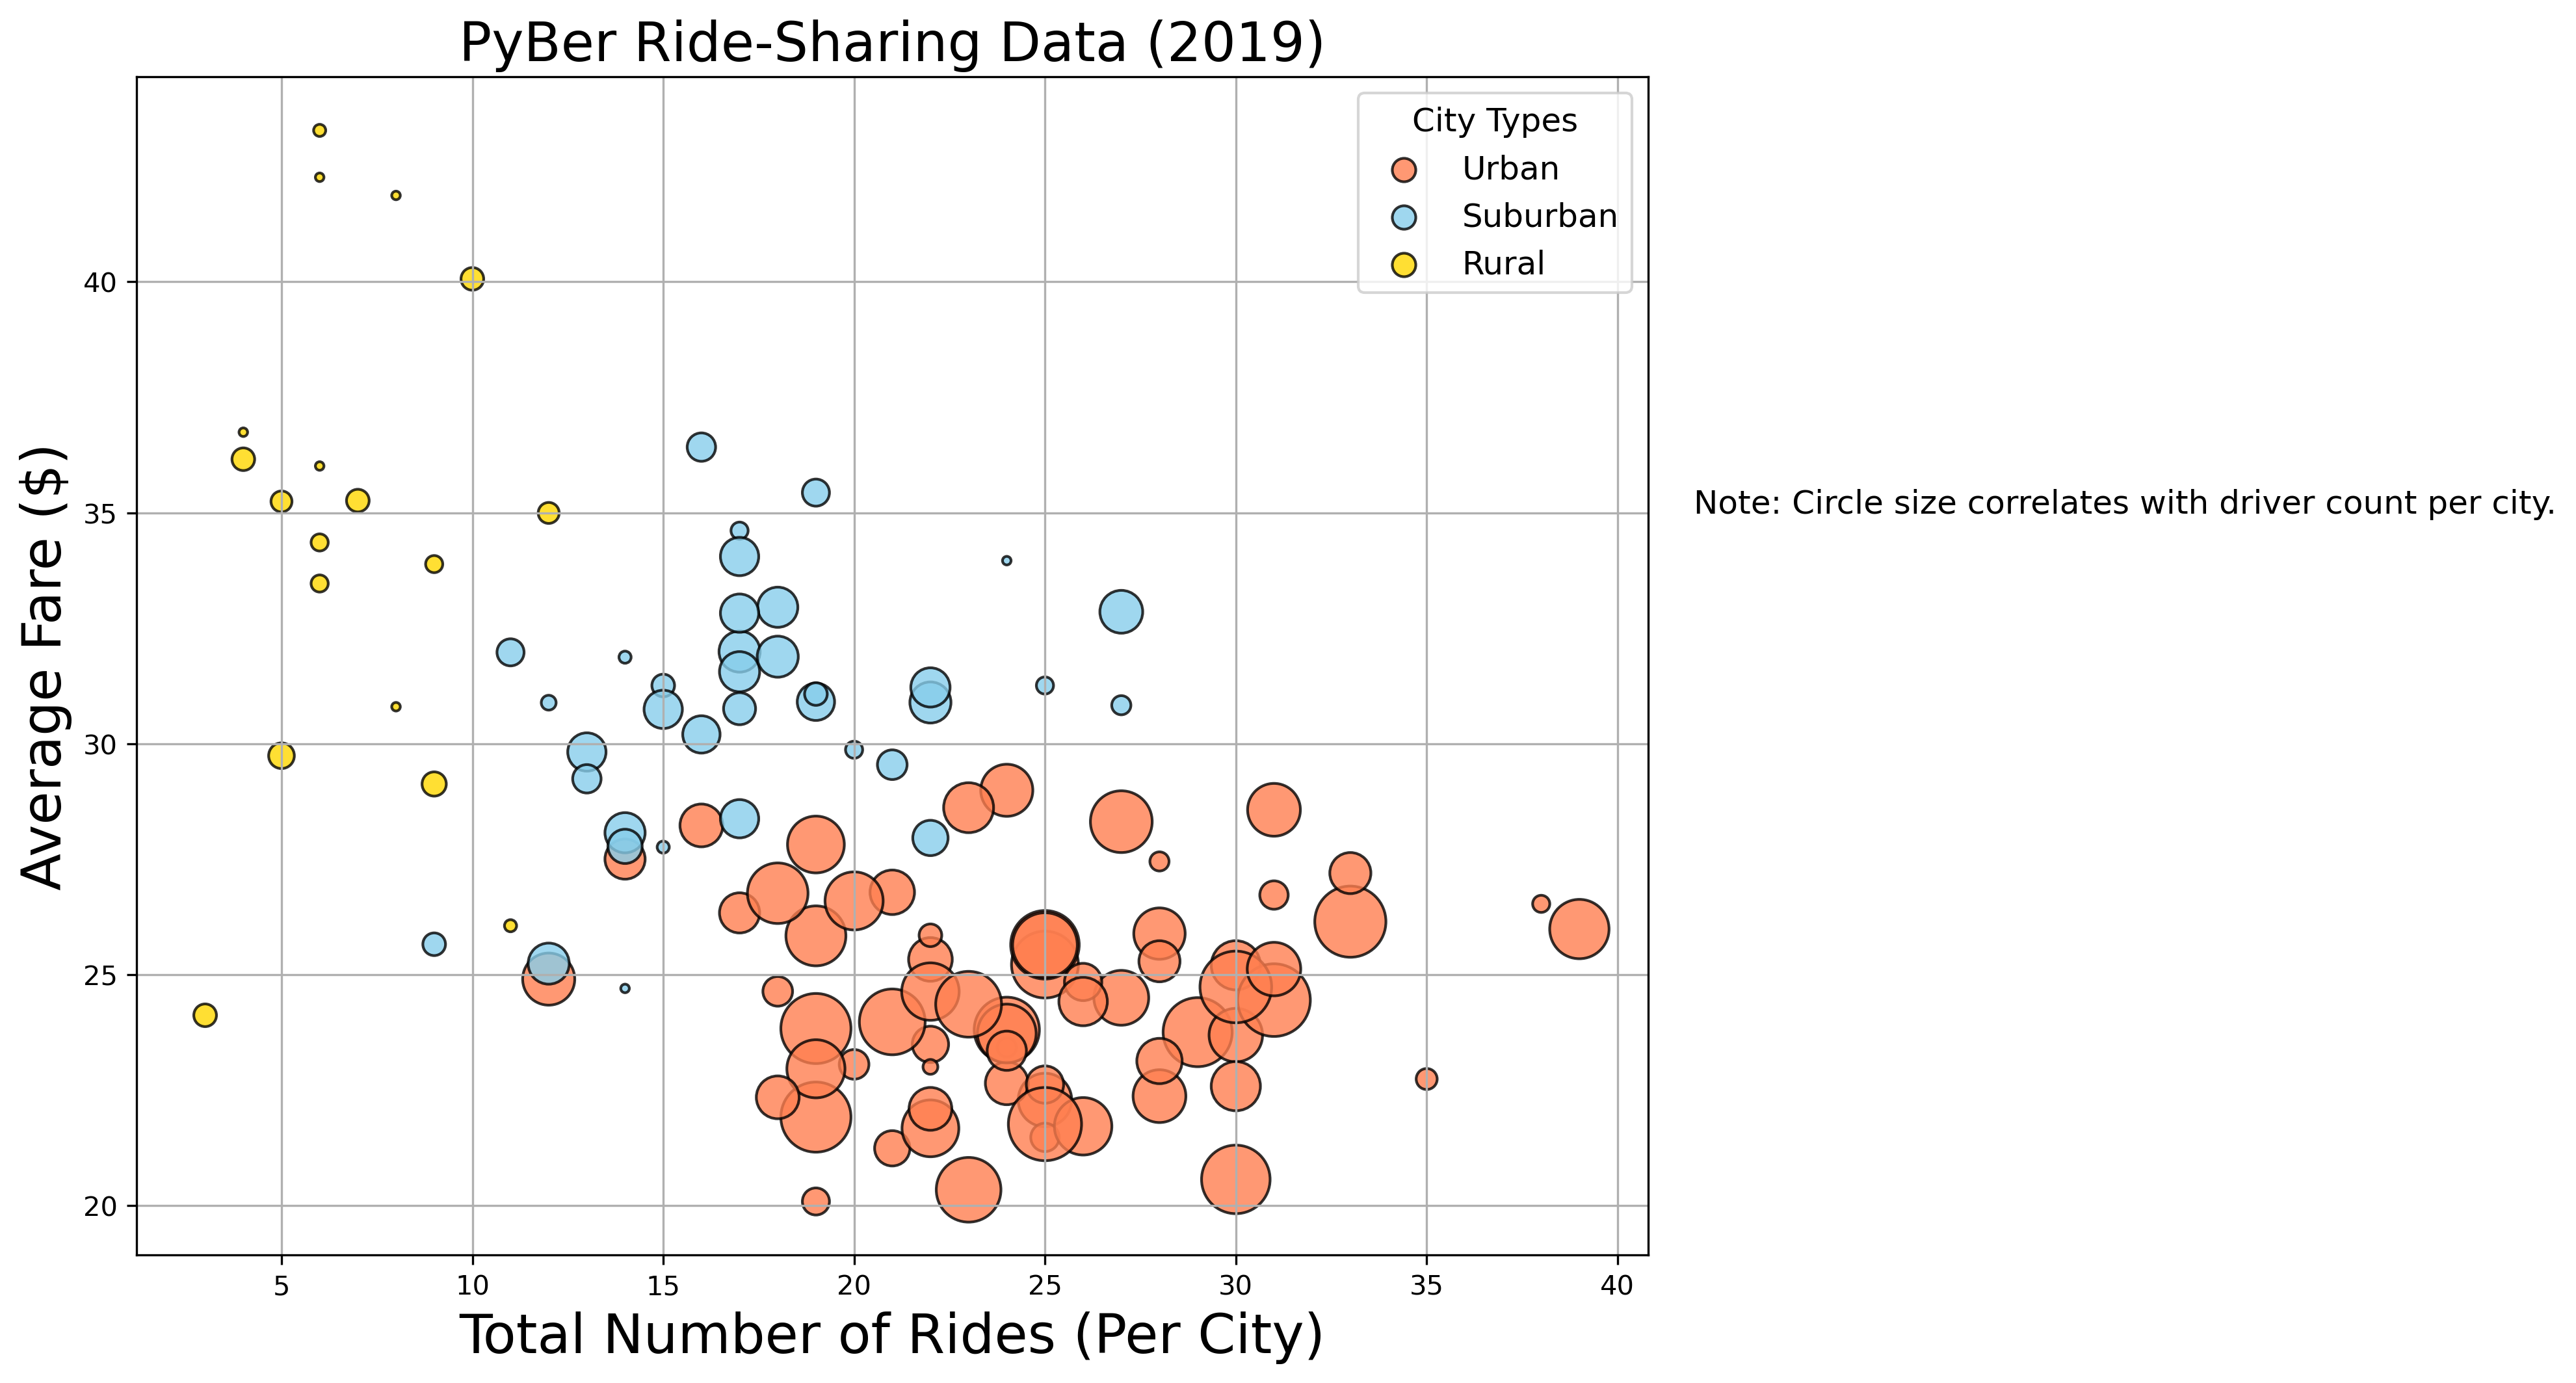 PyBer Ride-Sharing Data (2019)
City Types
Urban
Suburban
Rural
Average Fare ($)
40
35
30
25
20
Note: Circle size correlates with driver count per city.
5 10 15 20 25 30 35 40
Total Number of Rides (Per City)